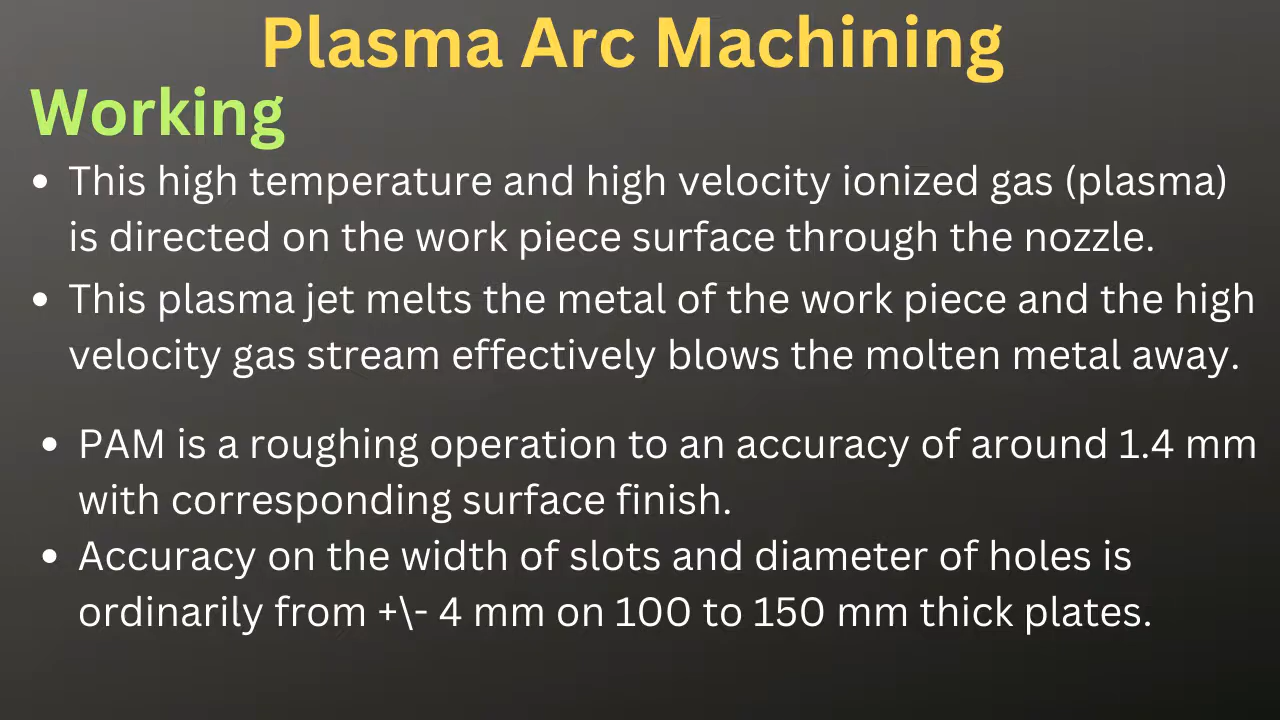 Plasma Arc Machining
Working
• This high temperature and high velocity ionized gas (plasma)
is directed on the work piece surface through the nozzle.
• This plasma jet melts the metal of the work piece and the high
velocity gas stream effectively blows the molten metal away.
• PAM is a roughing operation to an accuracy of around 1.4 mm
with corresponding surface finish.
• Accuracy on the width of slots and diameter of holes is
ordinarily from +\- 4 mm on 100 to 150 mm thick plates.